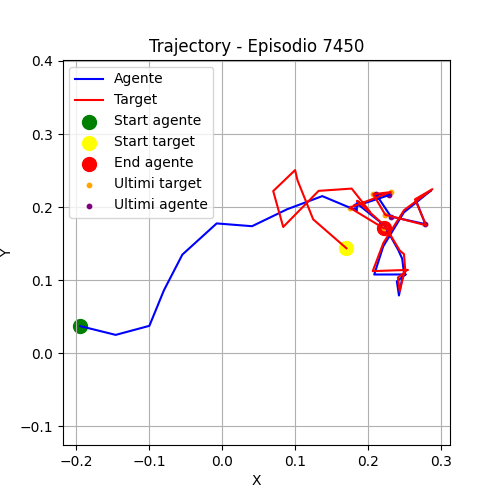 Trajectory - Episodio 7450
Agente
Target
Start agente
Start target
End agente
Ultimi target
Ultimi agente
0.4
0.3
0.2
0.1
0.0
−0.1
Y
−0.2
−0.1
0.0
0.1
0.2
0.3
X